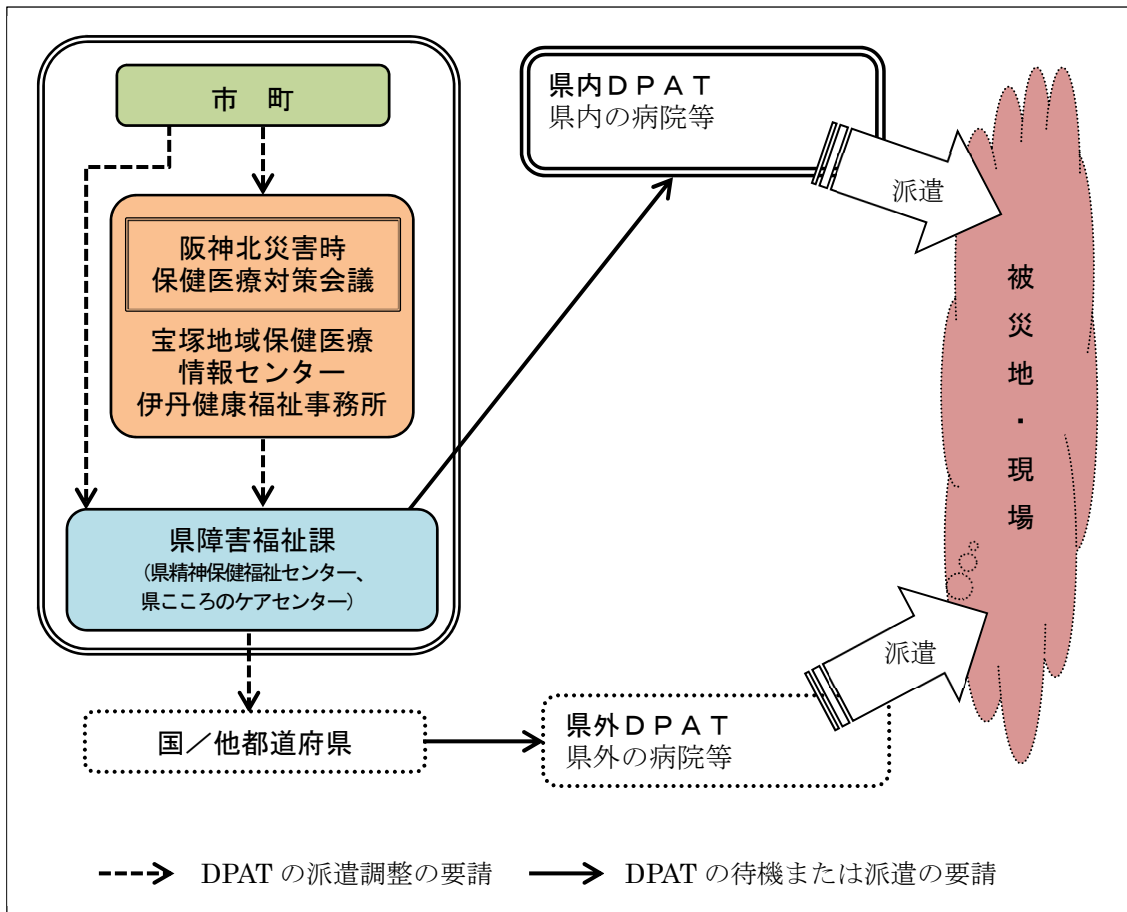 市　町
阪神北災害時
保健医療対策会議
宝塚地域保健医療
情報センター
伊丹健康福祉事務所
県障害福祉課
（県精神保健福祉センター、
県こころのケアセンター）
国／他都道府県
県内ＤＰＡＴ
県内の病院等
派遣
県外ＤＰＡＴ
県外の病院等
派遣
被災地・現場
DPAT の派遣調整の要請
DPAT の待機または派遣の要請